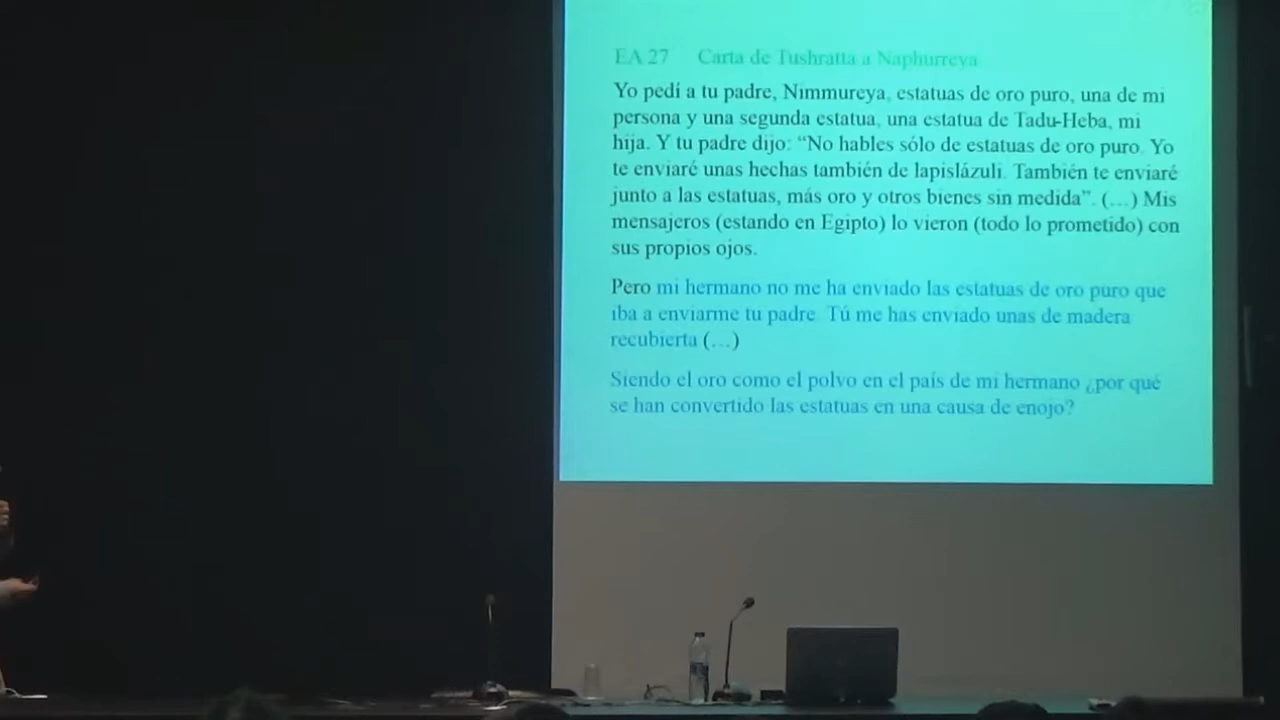 EA 27 Carta de Tushratta a Naphurreya
Yo pedí a tu padre, Nimmureya, estatuas de oro puro, una de mi
persona y una segunda estatua, una estatua de Tadu-Heba, mi
hija. Y tu padre dijo: “No hables sólo de estatuas de oro puro. Yo
te enviaré unas hechas también de lapislázuli. También te enviaré
junto a las estatuas, más oro y otros bienes sin medida”. (...) Mis
mensajeros (estando en Egipto) lo vieron (todo lo prometido) con
sus propios ojos.
Pero mi hermano no me ha enviado las estatuas de oro puro que
iba a enviarme tu padre. Tú me has enviado unas de madera
recubierta (...)
Siendo el oro como el polvo en el país de mi hermano ¿por qué
se han convertido las estatuas en una causa de enojo?